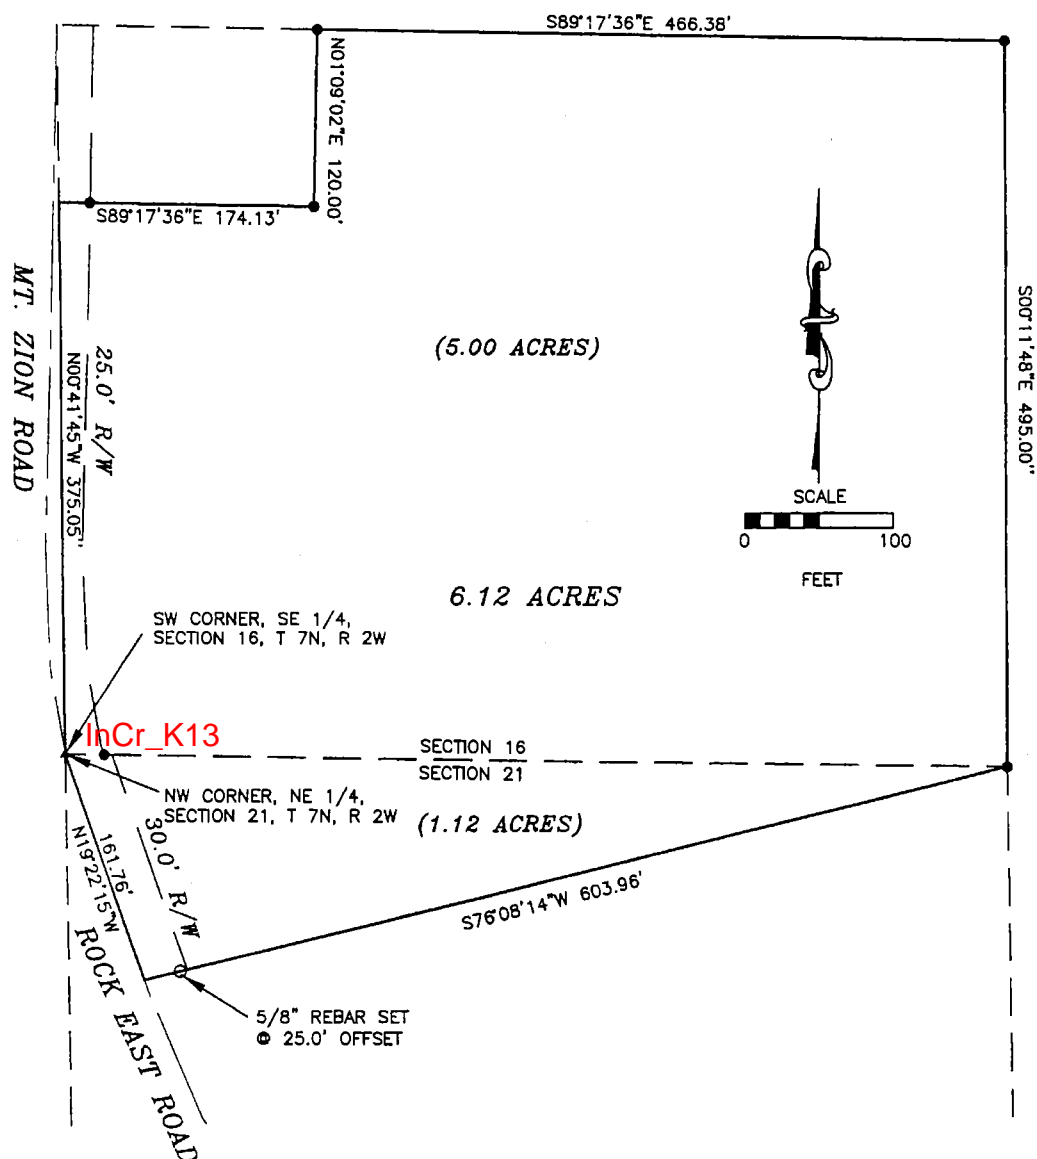 S89°17'36"E 466.38'
N01°09'02"E 120.00'
S89°17'36"E 174.13'
MT. ZION ROAD
25.0' R/W
N00°41'45"W 375.05"
(5.00 ACRES)
S00°11'48"E 495.00"
SCALE
0 100
FEET
6.12 ACRES
SW CORNER, SE 1/4,
SECTION 16, T 7N, R 2W
InCr_K13
SECTION 16
SECTION 21
NW CORNER, NE 1/4,
SECTION 21, T 7N, R 2W
(1.12 ACRES)
30.0' R/W
161.76'
N19°22'15"W
S76°08'14"W 603.96'
ROCK EAST ROAD
5/8" REBAR SET
@ 25.0' OFFSET